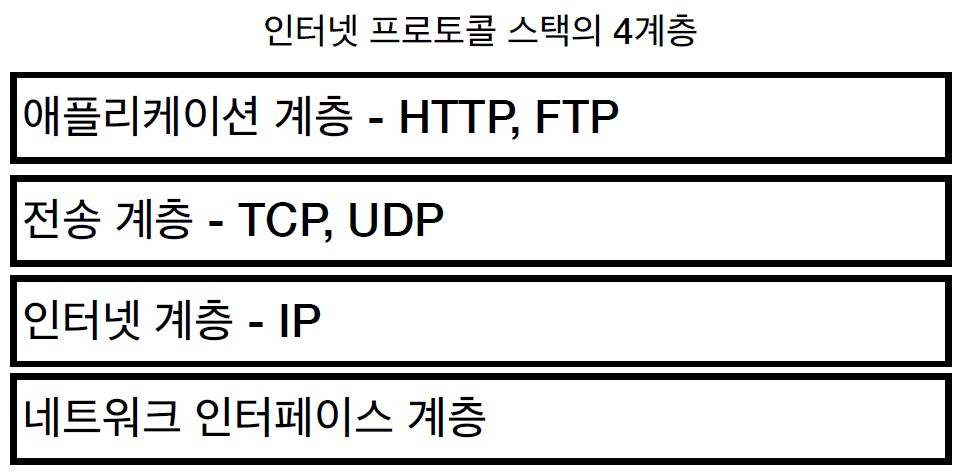 인터넷 프로토콜 스택의 4계층
애플리케이션 계층 - HTTP, FTP
전송 계층 - TCP, UDP
인터넷 계층 - IP
네트워크 인터페이스 계층